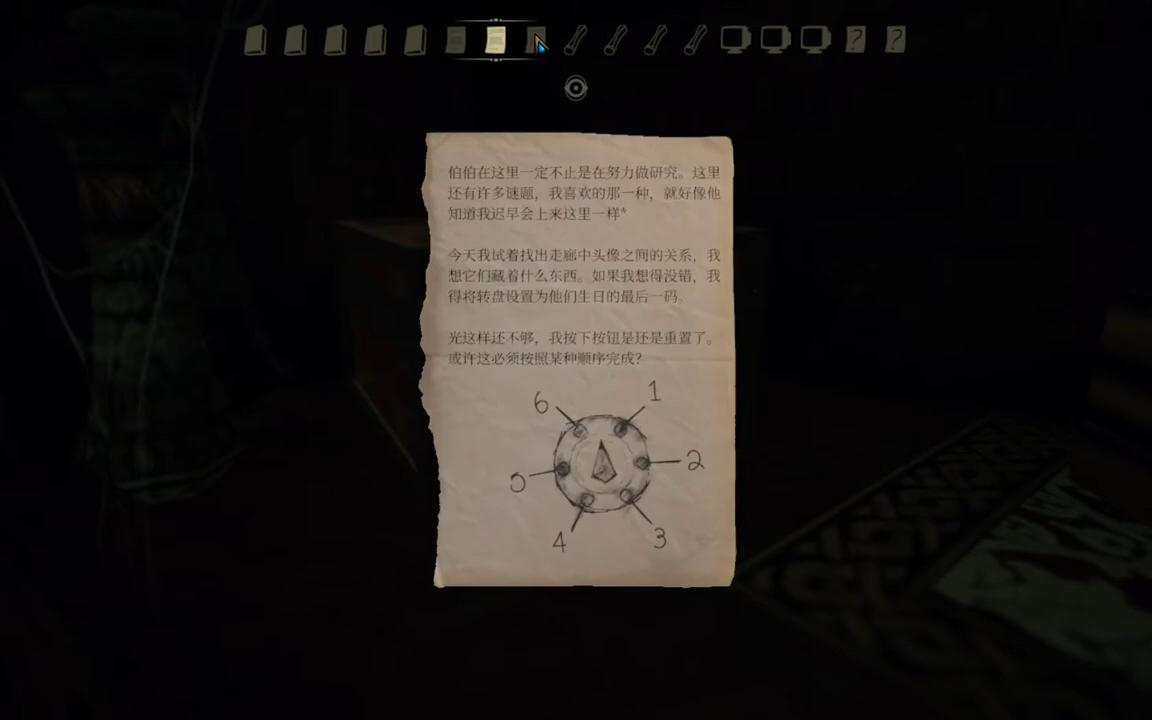 ? ?
伯伯在这里一定不止是在努力做研究。这里
还有许多谜题，我喜欢的那一种，就好像他
知道我迟早会上来这里一样*
今天我试着找出走廊中头像之间的关系，我
想它们藏着什么东西。如果我想得没错，我
得将转盘设置为他们生日的最后一码。
光这样还不够，我按下按钮是还是重置了。
或许这必须按照某种顺序完成？
6 1
5 2
4 3